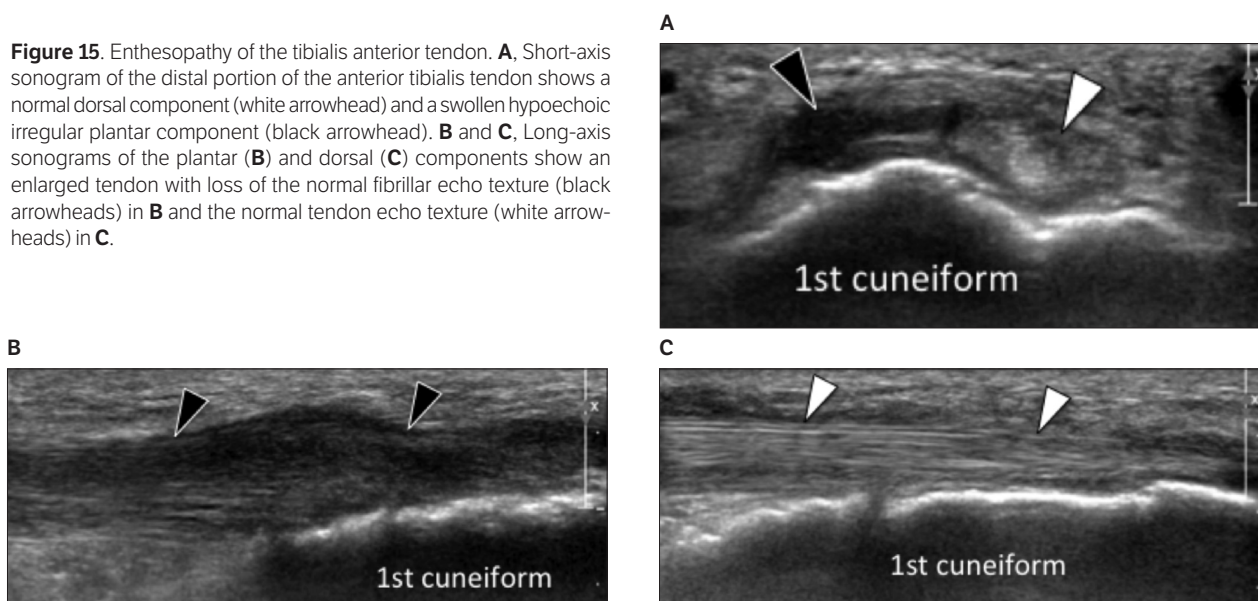 Figure 15. Enthesopathy of the tibialis anterior tendon. A, Short-axis
sonogram of the distal portion of the anterior tibialis tendon shows a
normal dorsal component (white arrowhead) and a swollen hypoechoic
irregular plantar component (black arrowhead). B and C, Long-axis
sonograms of the plantar (B) and dorsal (C) components show an
enlarged tendon with loss of the normal fibrillar echo texture (black
arrowheads) in B and the normal tendon echo texture (white arrow-
heads) in C.
A
1st cuneiform
B
x
1st cuneiform
C
x
1st cuneiform